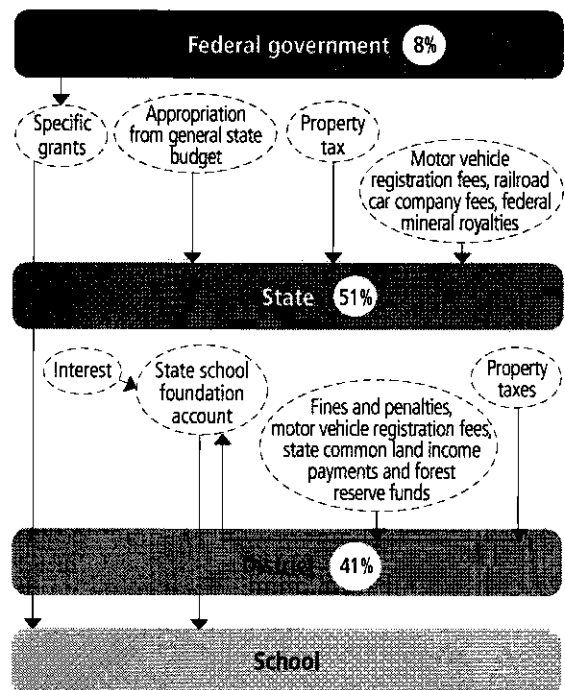 Federal government 8%
Specific
grants
Appropriation
from general state
budget
Property
tax
Motor vehicle
registration fees, railroad
car company fees, federal
mineral royalties
State 51%
Interest
State school
foundation
account
Fines and penalties,
motor vehicle registration fees,
state common land income
payments and forest
reserve funds
Property
taxes
District 41%
School